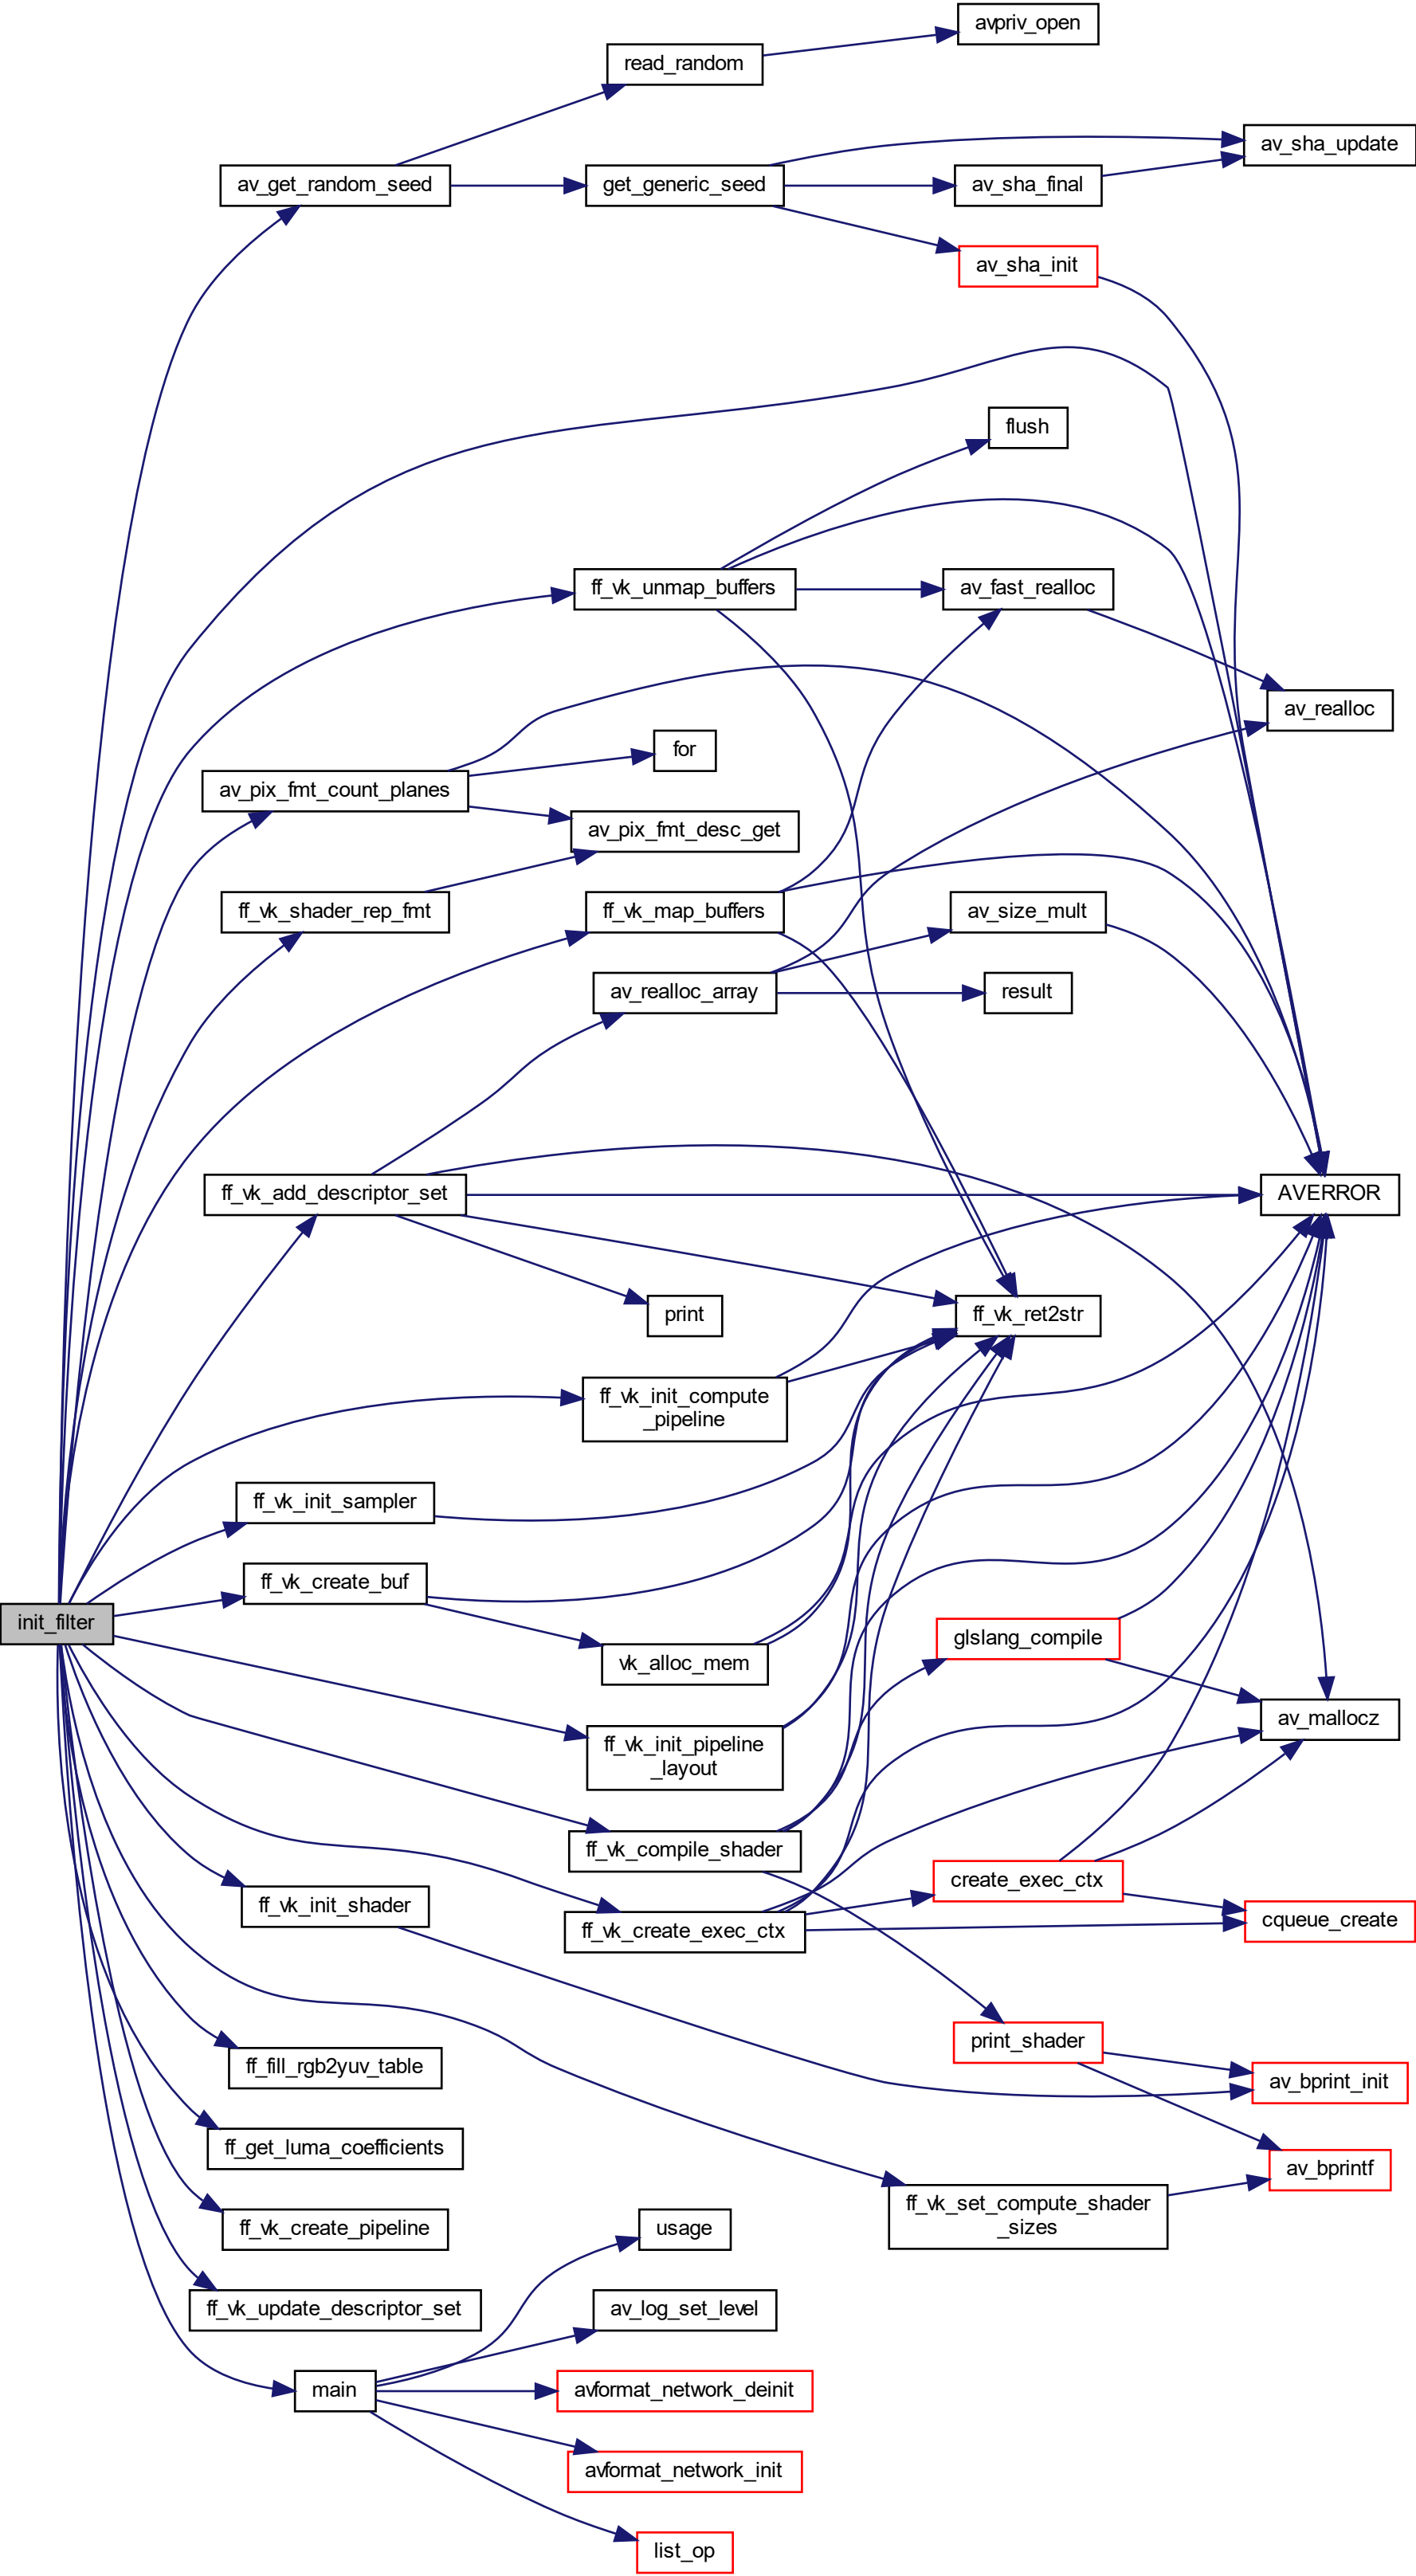 avpriv_open
read_random
av_sha_update
av_get_random_seed
get_generic_seed
av_sha_final
av_sha_init
flush
ff_vk_unmap_buffers
av_fast_realloc
av_realloc
for
av_pix_fmt_count_planes
av_pix_fmt_desc_get
ff_vk_shader_rep_fmt
ff_vk_map_buffers
av_size_mult
av_realloc_array
result
ff_vk_add_descriptor_set
AVERROR
print
ff_vk_ret2str
ff_vk_init_compute
_pipeline
ff_vk_init_sampler
ff_vk_create_buf
init_filter
glslang_compile
vk_alloc_mem
av_mallocz
ff_vk_init_pipeline
_layout
ff_vk_compile_shader
create_exec_ctx
ff_vk_init_shader
cqueue_create
ff_vk_create_exec_ctx
print_shader
ff_fill_rgb2yuv_table
av_bprint_init
ff_get_luma_coefficients
av_bprintf
ff_vk_set_compute_shader
_sizes
ff_vk_create_pipeline
usage
ff_vk_update_descriptor_set
av_log_set_level
main
avformat_network_deinit
avformat_network_init
list_op